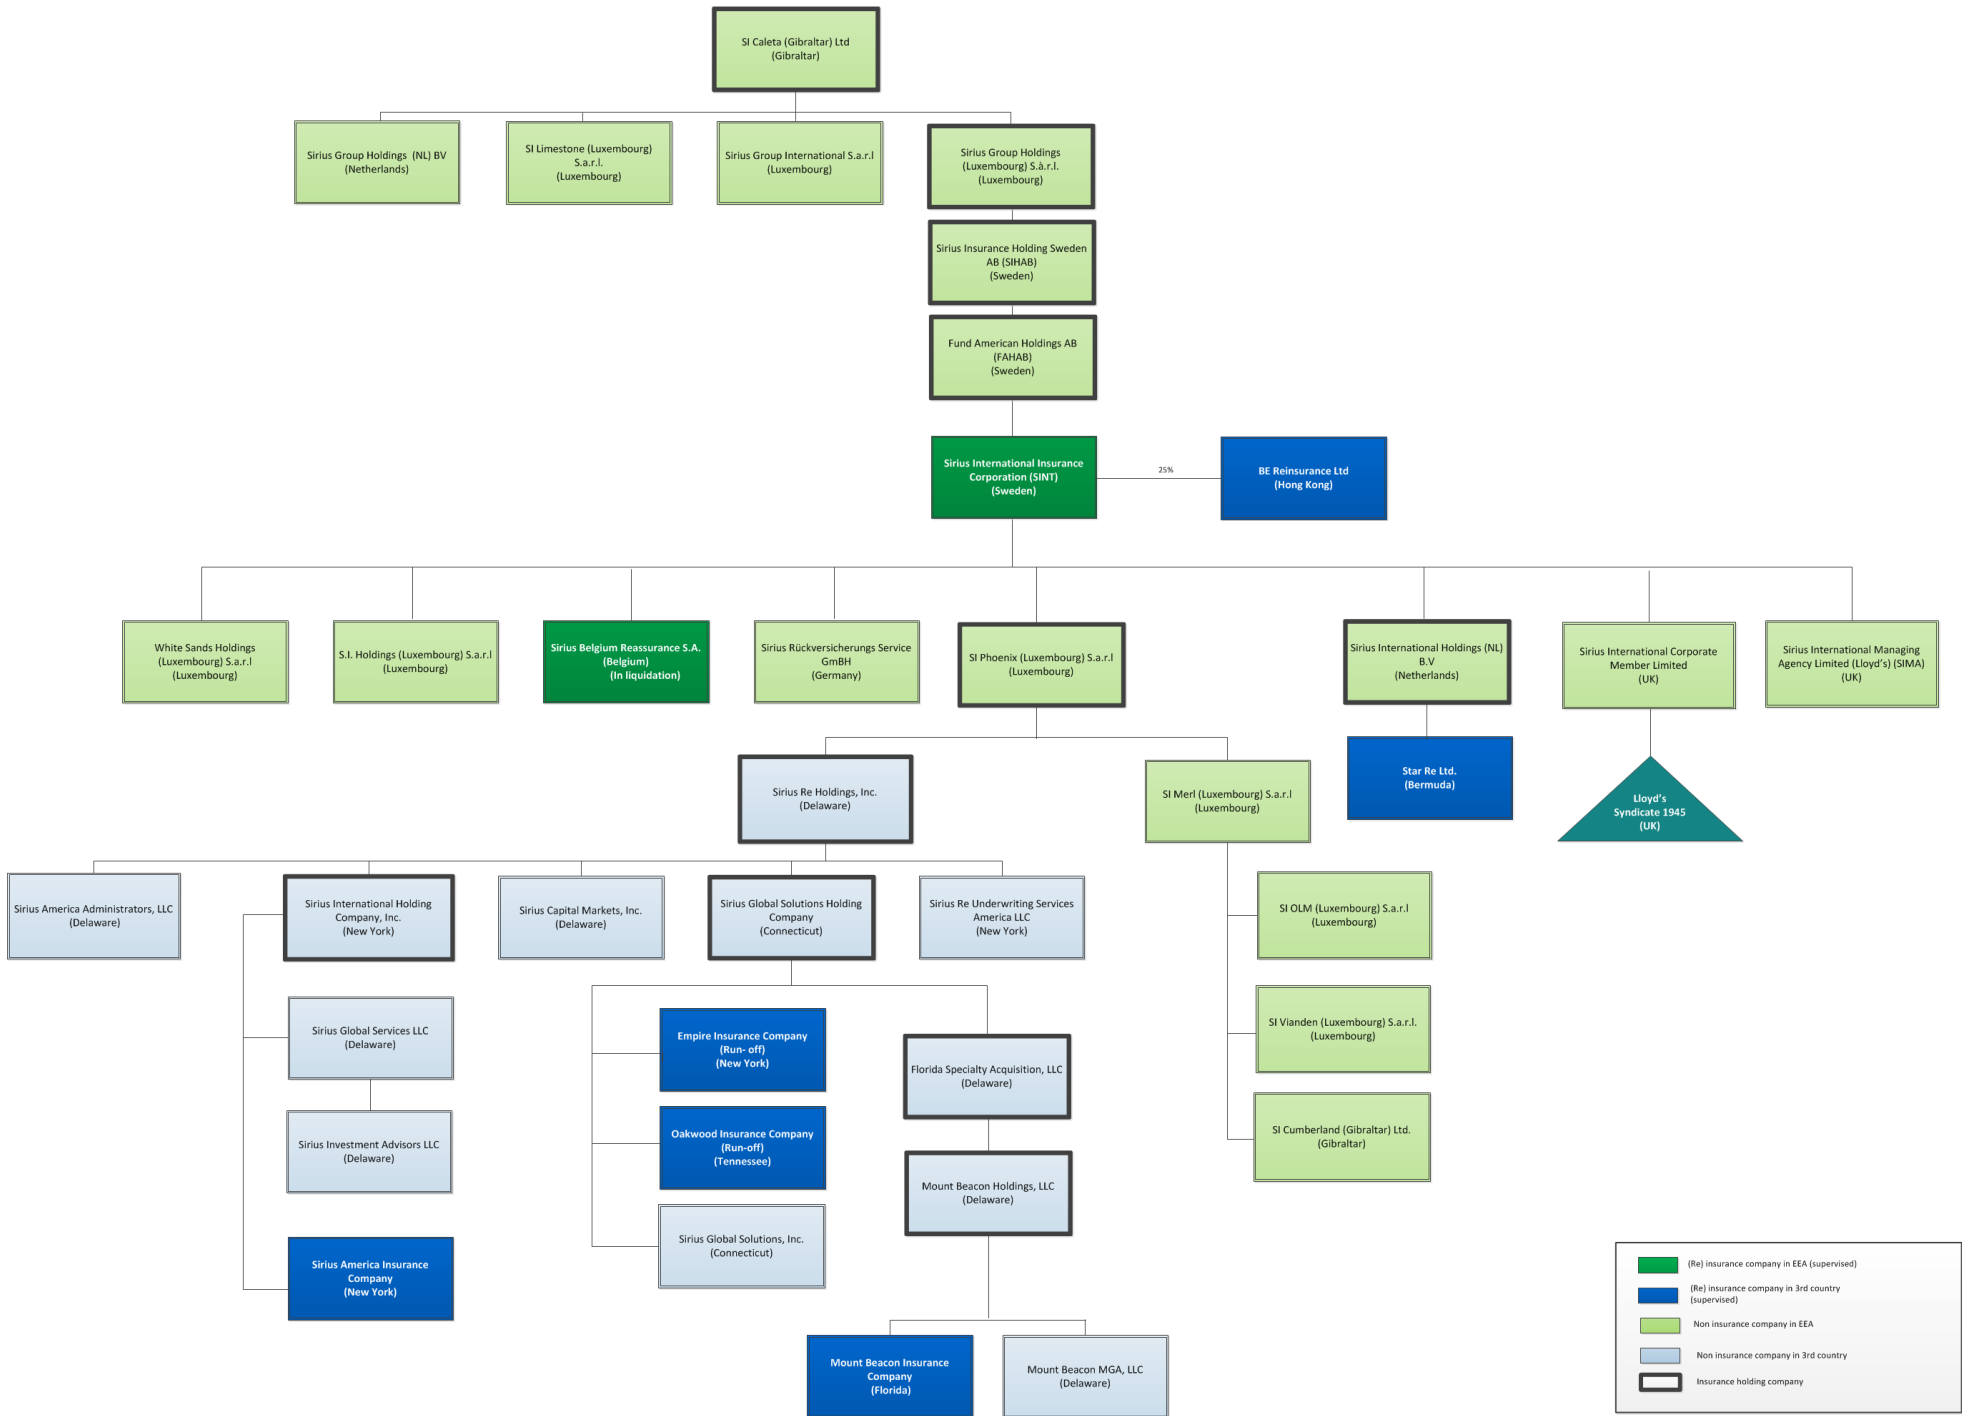 SI Caleta (Gibraltar) Ltd
(Gibraltar)
Sirius Group Holdings (NL) BV
(Netherlands)
SI Limestone (Luxembourg)
S.a.r.l.
(Luxembourg)
Sirius Group International S.a.r.l
(Luxembourg)
Sirius Group Holdings
(Luxembourg) S.à.r.l.
(Luxembourg)
Sirius Insurance Holding Sweden
AB (SIHAB)
(Sweden)
Fund American Holdings AB
(FAHAB)
(Sweden)
Sirius International Insurance
Corporation (SINT)
(Sweden)
25%
BE Reinsurance Ltd
(Hong Kong)
White Sands Holdings
(Luxembourg) S.a.r.l
(Luxembourg)
S.I. Holdings (Luxembourg) S.a.r.l
(Luxembourg)
Sirius Belgium Reassurance S.A.
(Belgium)
(In liquidation)
Sirius Rückversicherungs Service
GmBH
(Germany)
SI Phoenix (Luxembourg) S.a.r.l
(Luxembourg)
Sirius International Holdings (NL)
B.V
(Netherlands)
Sirius International Corporate
Member Limited
(UK)
Sirius International Managing
Agency Limited (Lloyd's) (SIMA)
(UK)
Sirius Re Holdings, Inc.
(Delaware)
SI Merl (Luxembourg) S.a.r.l
(Luxembourg)
Star Re Ltd.
(Bermuda)
Lloyd's
Syndicate 1945
(UK)
Sirius America Administrators, LLC
(Delaware)
Sirius International Holding
Company, Inc.
(New York)
Sirius Capital Markets, Inc.
(Delaware)
Sirius Global Solutions Holding
Company
(Connecticut)
Sirius Re Underwriting Services
America LLC
(New York)
SI OLM (Luxembourg) S.a.r.l
(Luxembourg)
Sirius Global Services LLC
(Delaware)
Empire Insurance Company
(Run- off)
(New York)
Florida Specialty Acquisition, LLC
(Delaware)
SI Vianden (Luxembourg) S.a.r.l.
(Luxembourg)
Sirius Investment Advisors LLC
(Delaware)
Oakwood Insurance Company
(Run-off)
(Tennessee)
Mount Beacon Holdings, LLC
(Delaware)
SI Cumberland (Gibraltar) Ltd.
(Gibraltar)
Sirius America Insurance
Company
(New York)
Sirius Global Solutions, Inc.
(Connecticut)
Mount Beacon Insurance
Company
(Florida)
Mount Beacon MGA, LLC
(Delaware)
(Re) insurance company in EEA (supervised)
(Re) insurance company in 3rd country
(supervised)
Non insurance company in EEA
Non insurance company in 3rd country
Insurance holding company